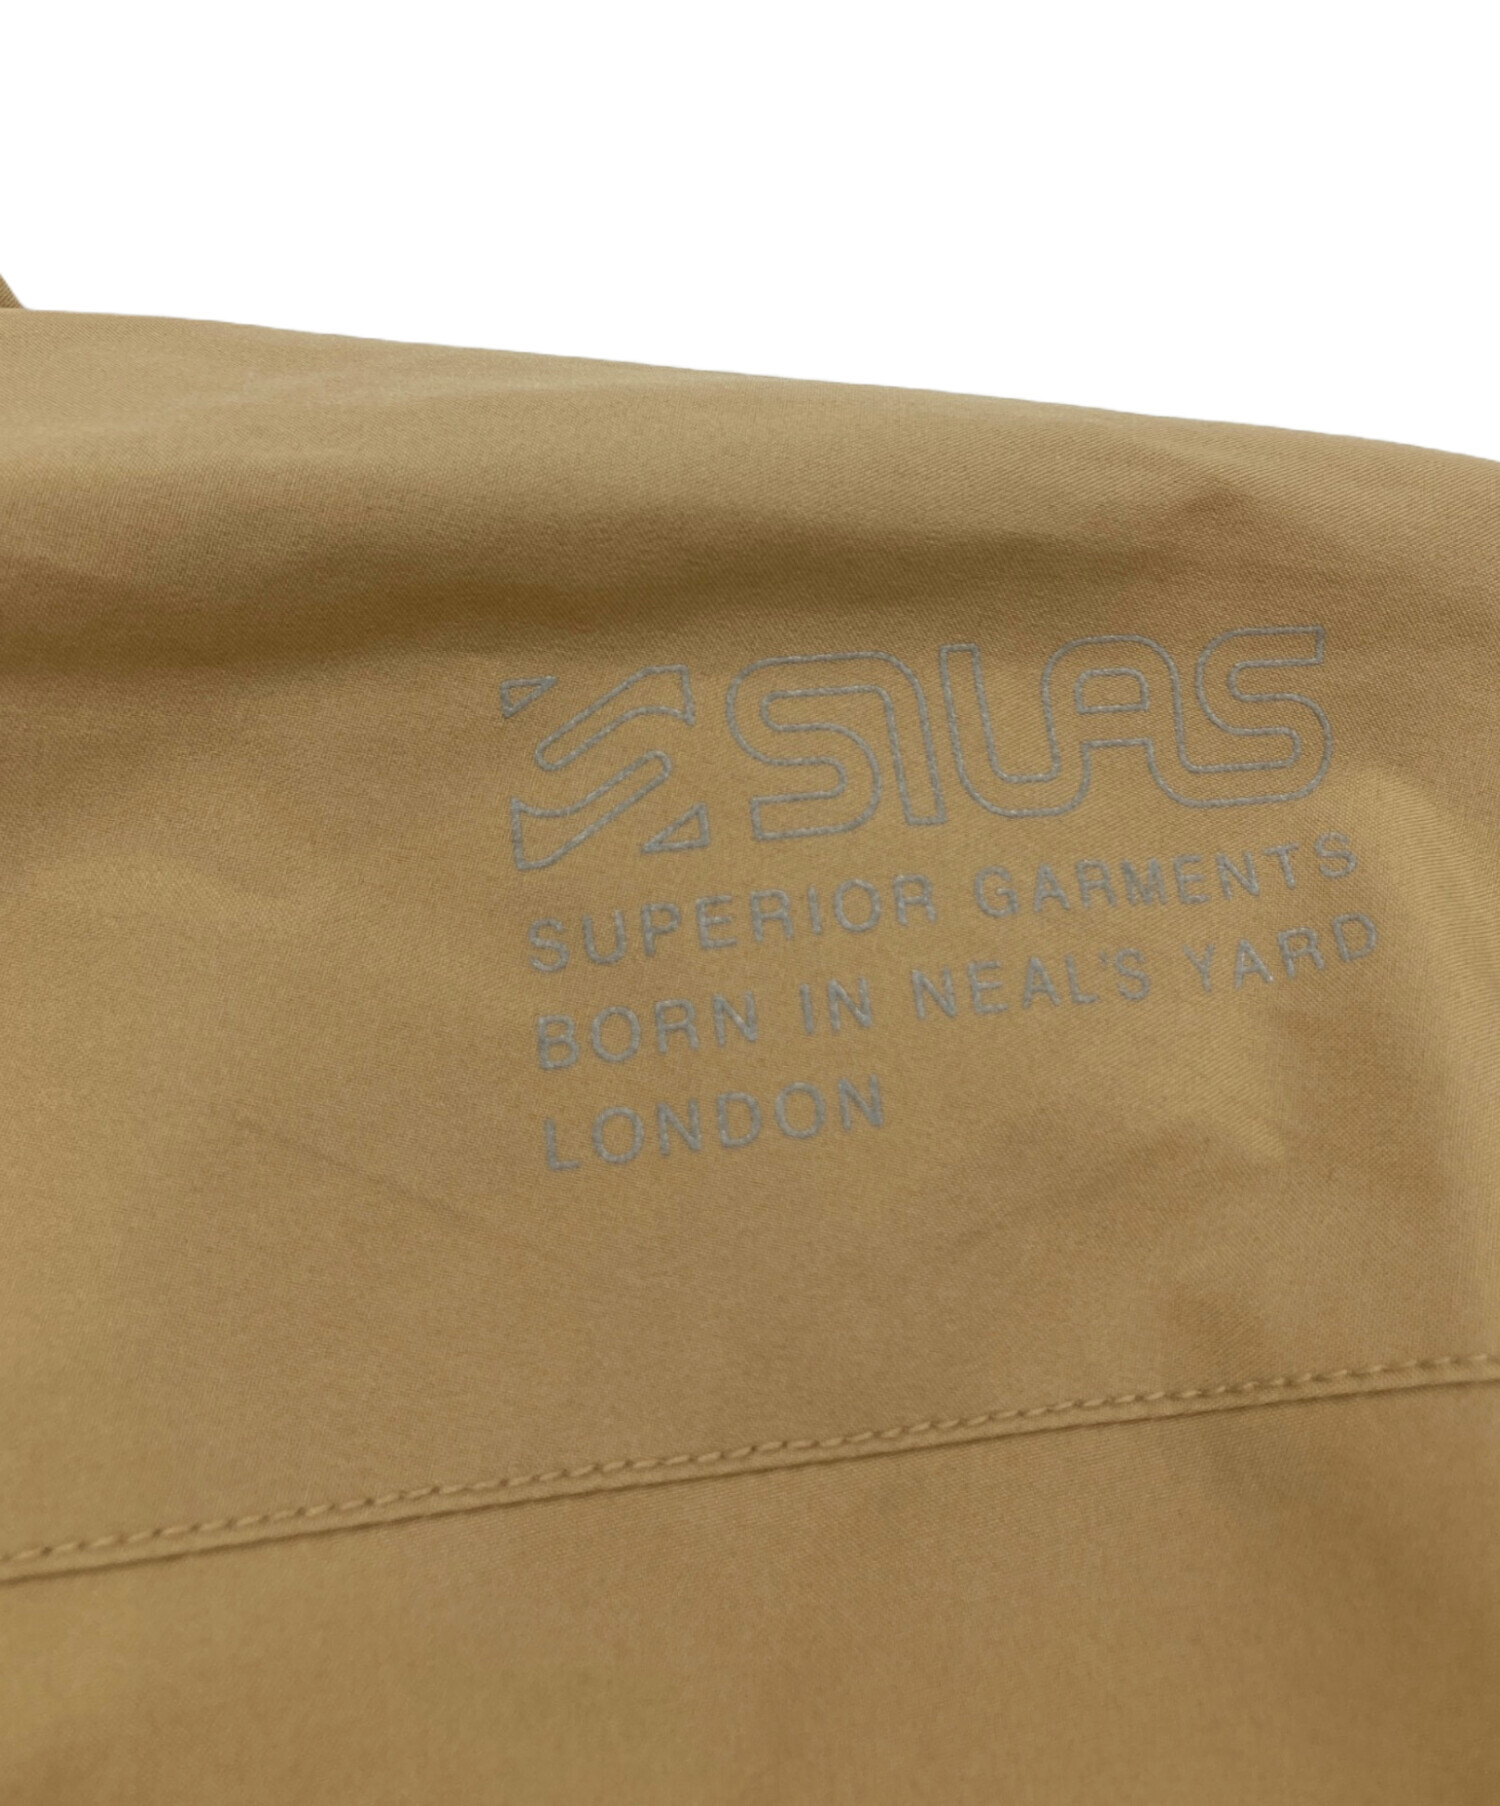 SILAS
SUPERIOR GARMENTS
BORN IN NEAL'S YARD
LONDON